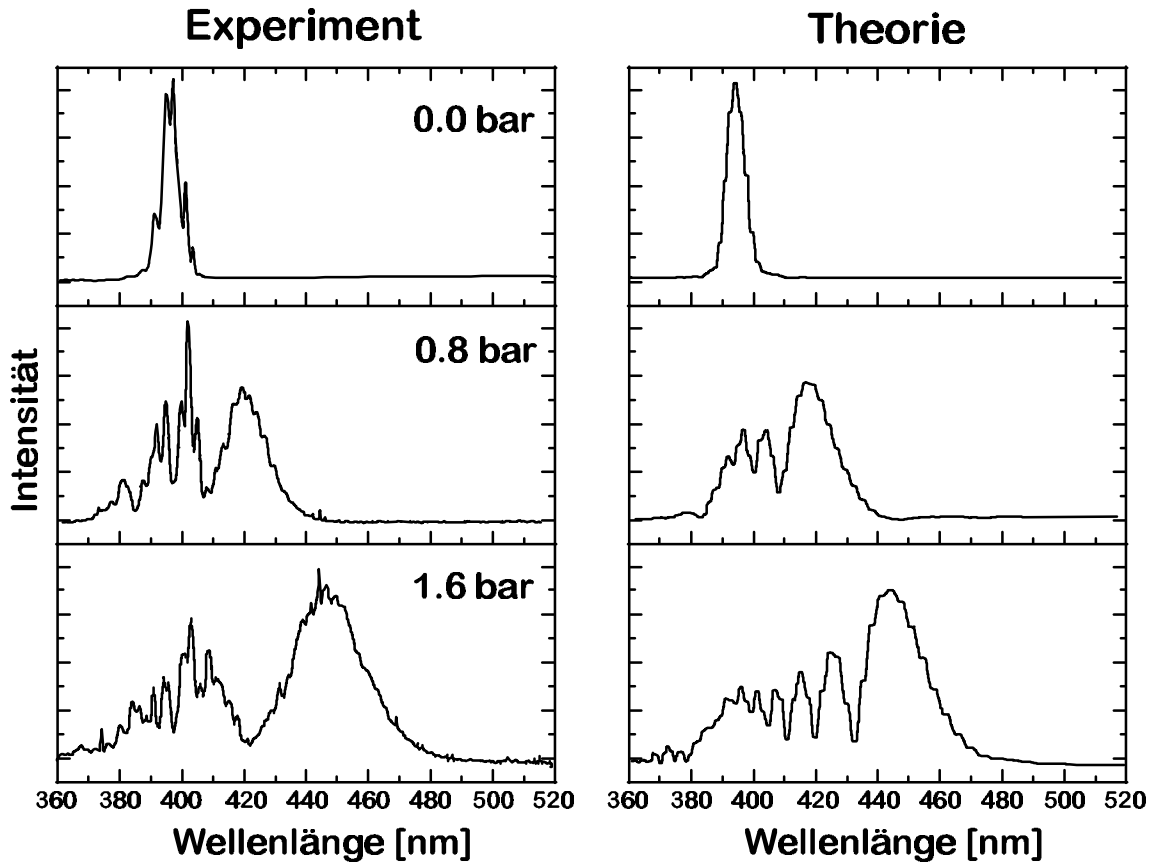 Experiment
Theorie
0.0 bar
0.8 bar
1.6 bar
Intensität
360 380 400 420 440 460 480 500 520
360 380 400 420 440 460 480 500 520
Wellenlänge [nm]
Wellenlänge [nm]